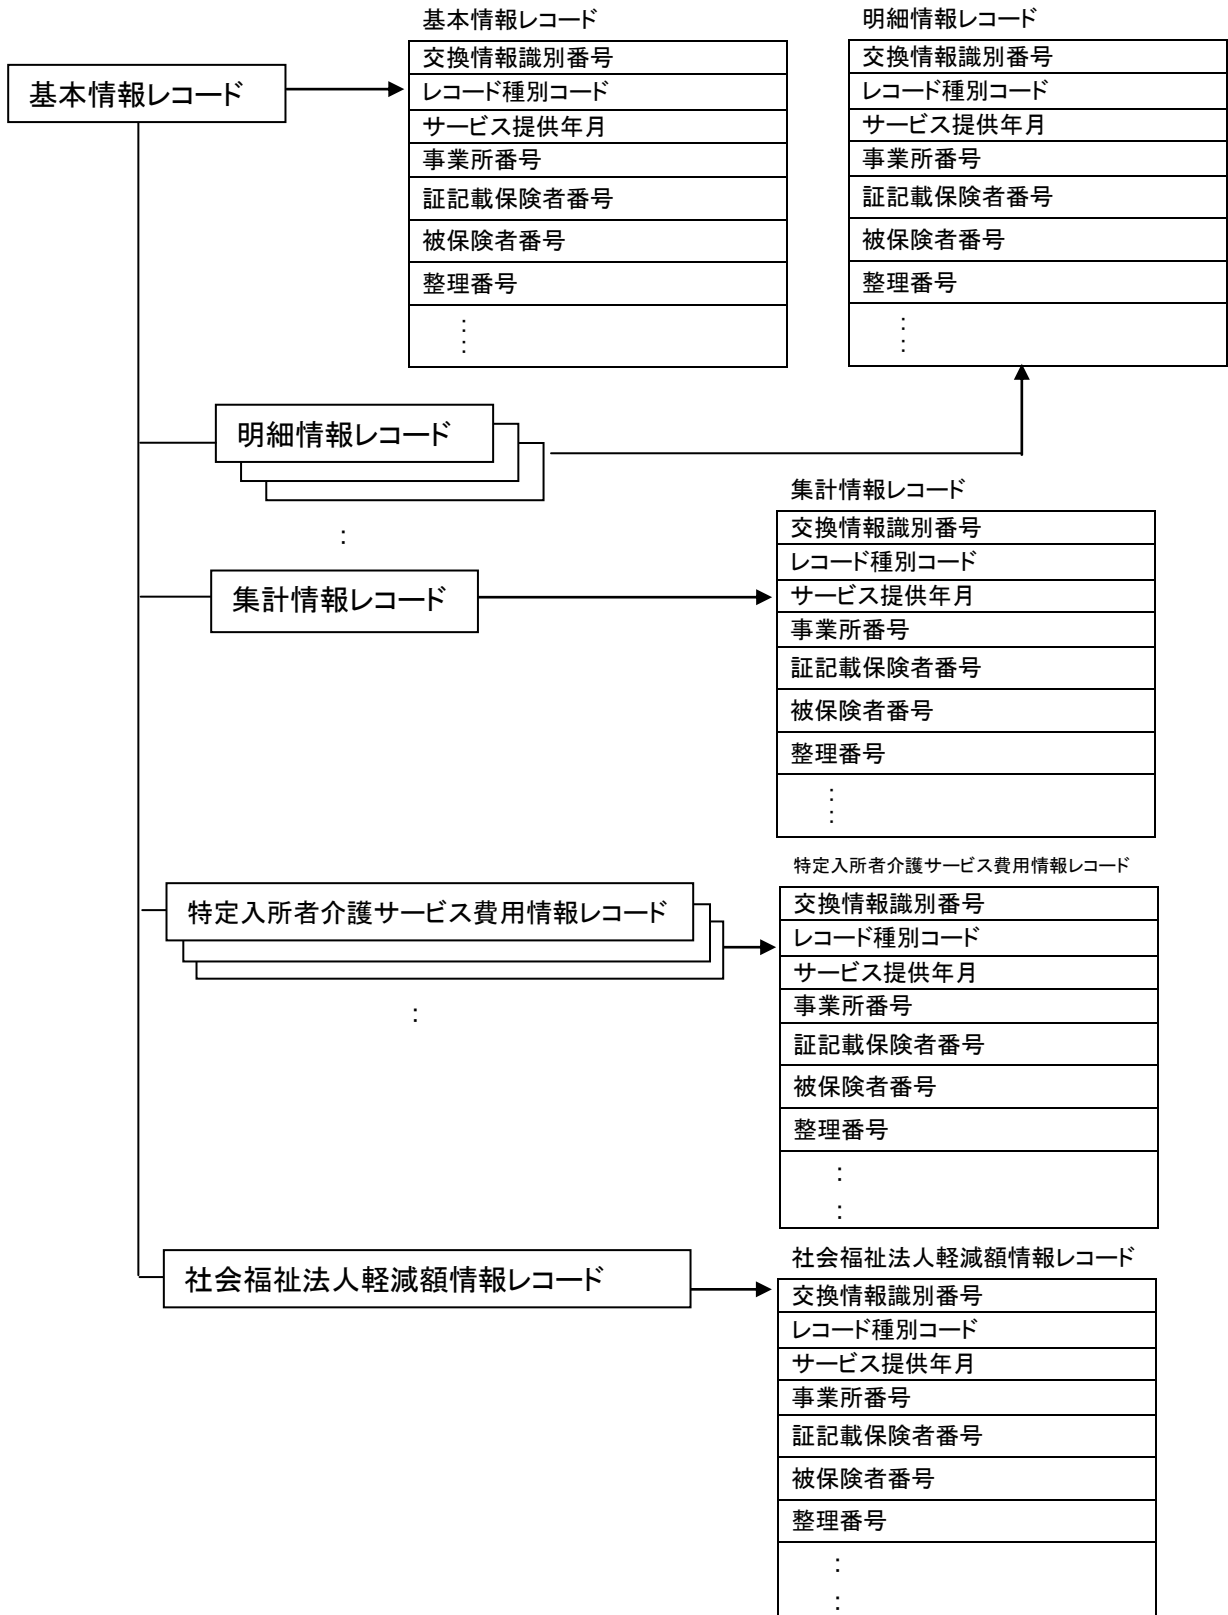 基本情報レコード
基本情報レコード
交換情報識別番号
レコード種別コード
サービス提供年月
事業所番号
証記載保険者番号
被保険者番号
整理番号
:
:
明細情報レコード
交換情報識別番号
レコード種別コード
サービス提供年月
事業所番号
証記載保険者番号
被保険者番号
整理番号
:
:
明細情報レコード
:
集計情報レコード
集計情報レコード
交換情報識別番号
レコード種別コード
サービス提供年月
事業所番号
証記載保険者番号
被保険者番号
整理番号
:
:
特定入所者介護サービス費用情報レコード
:
特定入所者介護サービス費用情報レコード
交換情報識別番号
レコード種別コード
サービス提供年月
事業所番号
証記載保険者番号
被保険者番号
整理番号
:
:
社会福祉法人軽減額情報レコード
社会福祉法人軽減額情報レコード
交換情報識別番号
レコード種別コード
サービス提供年月
事業所番号
証記載保険者番号
被保険者番号
整理番号
:
: